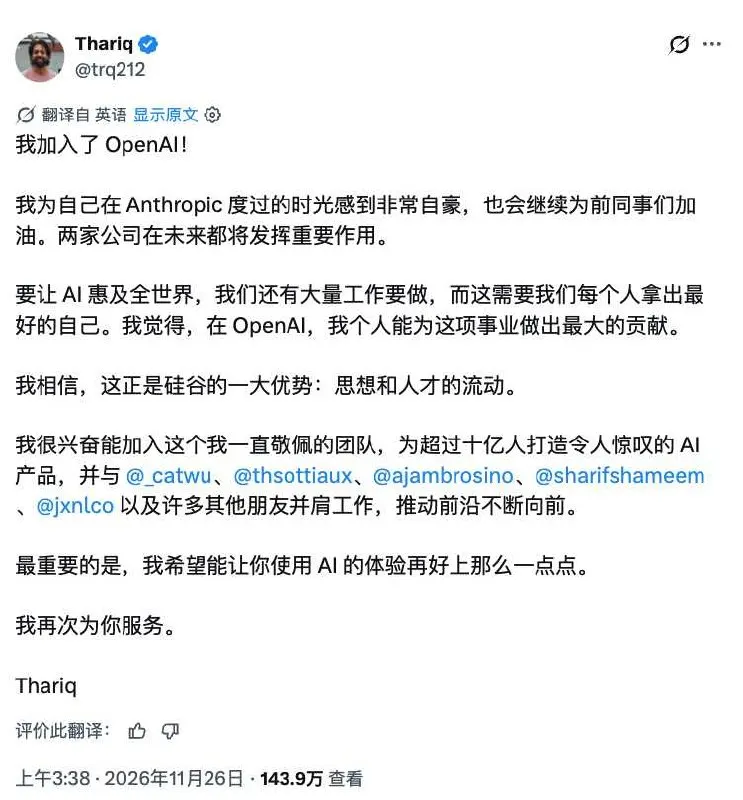 Thariq
@trq212
翻译自 英语 显示原文
我加入了 OpenAI！
我为自己在 Anthropic 度过的时光感到非常自豪，也会继续为前同事们加
油。两家公司在未来都将发挥重要作用。
要让 AI 惠及全世界，我们还有大量工作要做，而这需要我们每个人拿出最
好的自己。我觉得，在 OpenAI，我个人能为这项事业做出最大的贡献。
我相信，这正是硅谷的一大优势：思想和人才的流动。
我很兴奋能加入这个我一直敬佩的团队，为超过十亿人打造令人惊叹的 AI
产品，并与 @_catwu、@thsottiaux、@ajambrosino、@sharifshameem
、@jxnlco 以及许多其他朋友并肩工作，推动前沿不断向前。
最重要的是，我希望能让你使用 AI 的体验再好上那么一点点。
我再次为你服务。
Thariq
评价此翻译：
上午3:38 · 2026年11月26日 · 143.9万 查看